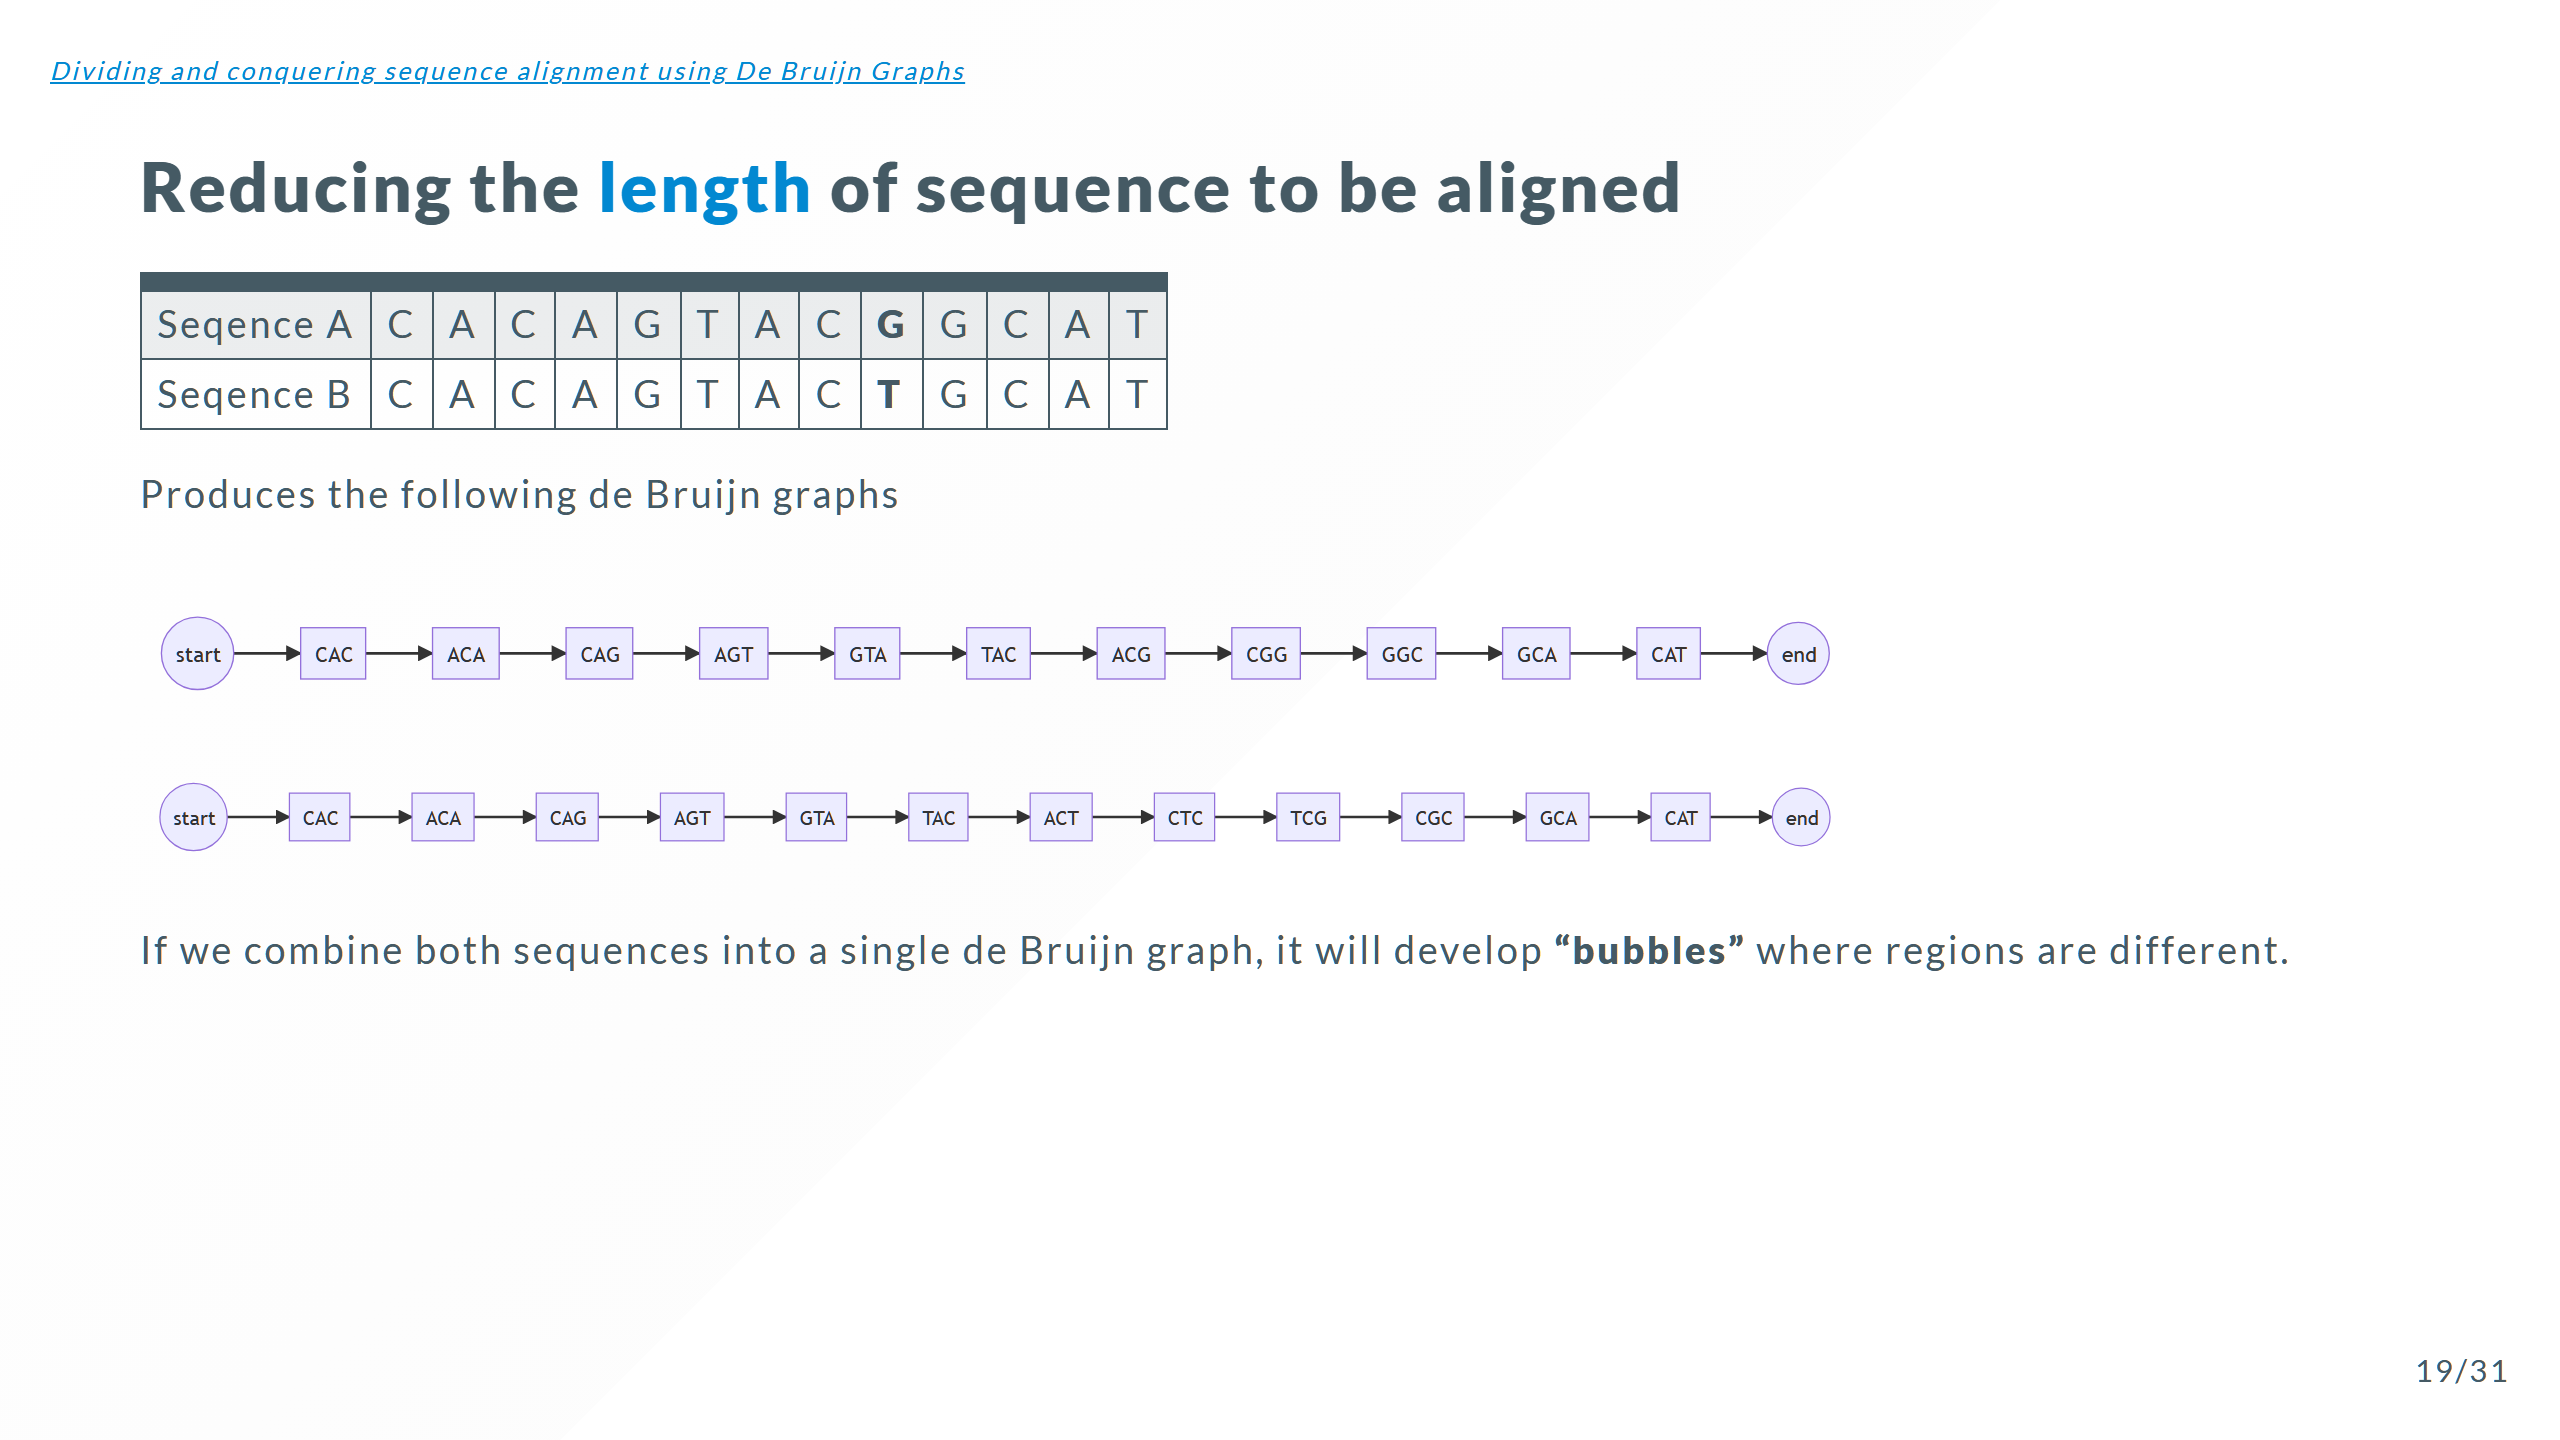 Dividing and conquering sequence alignment using De Bruijn Graphs
Reducing the length of sequence to be aligned
Seqence A C A C A G T A C G G C A T
Seqence B C A C A G T A C T G C A T
Produces the following de Bruijn graphs
start CAC ACA CAG AGT GTA TAC ACG CGG GGC GCA CAT end
start CAC ACA CAG AGT GTA TAC ACT CTC TCG CGC GCA CAT end
If we combine both sequences into a single de Bruijn graph, it will develop “bubbles” where regions are different.
19/31